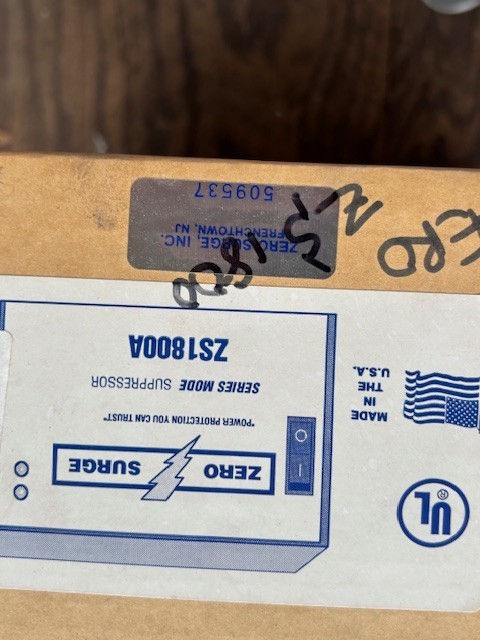 UL®
MADE
IN
THE
U.S.A.
O
I
ZERO SURGE
"POWER PROTECTION YOU CAN TRUST"
SERIES MODE SUPPRESSOR
ZS1800A
ZERO SURGE, INC.
FRENCHTOWN, NJ
509537
Z-S1800